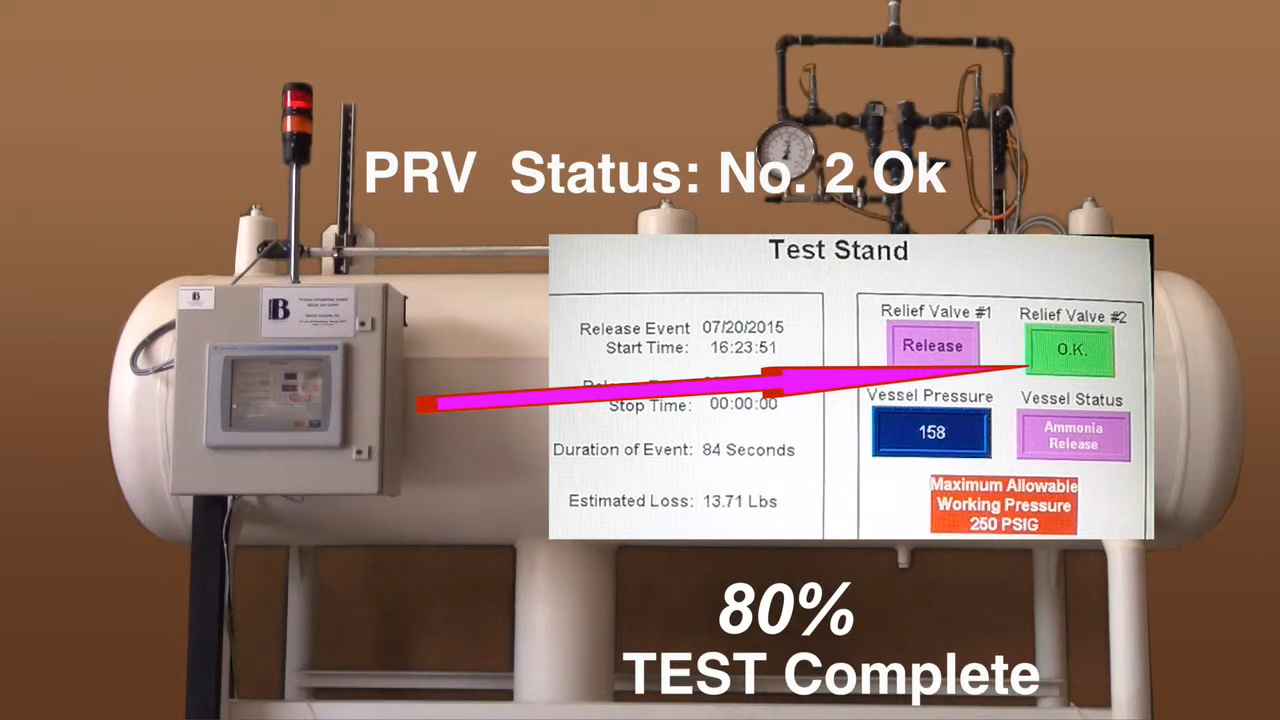 PRV Status: No. 2 Ok
Test Stand
Release Event 07/20/2015
Start Time: 16:23:51
Stop Time: 00:00:00
Duration of Event: 84 Seconds
Estimated Loss: 13.71 Lbs
Relief Valve #1
Release
Relief Valve #2
O.K.
Vessel Pressure
158
Vessel Status
Ammonia
Release
Maximum Allowable
Working Pressure
250 PSIG
B
80%
TEST Complete